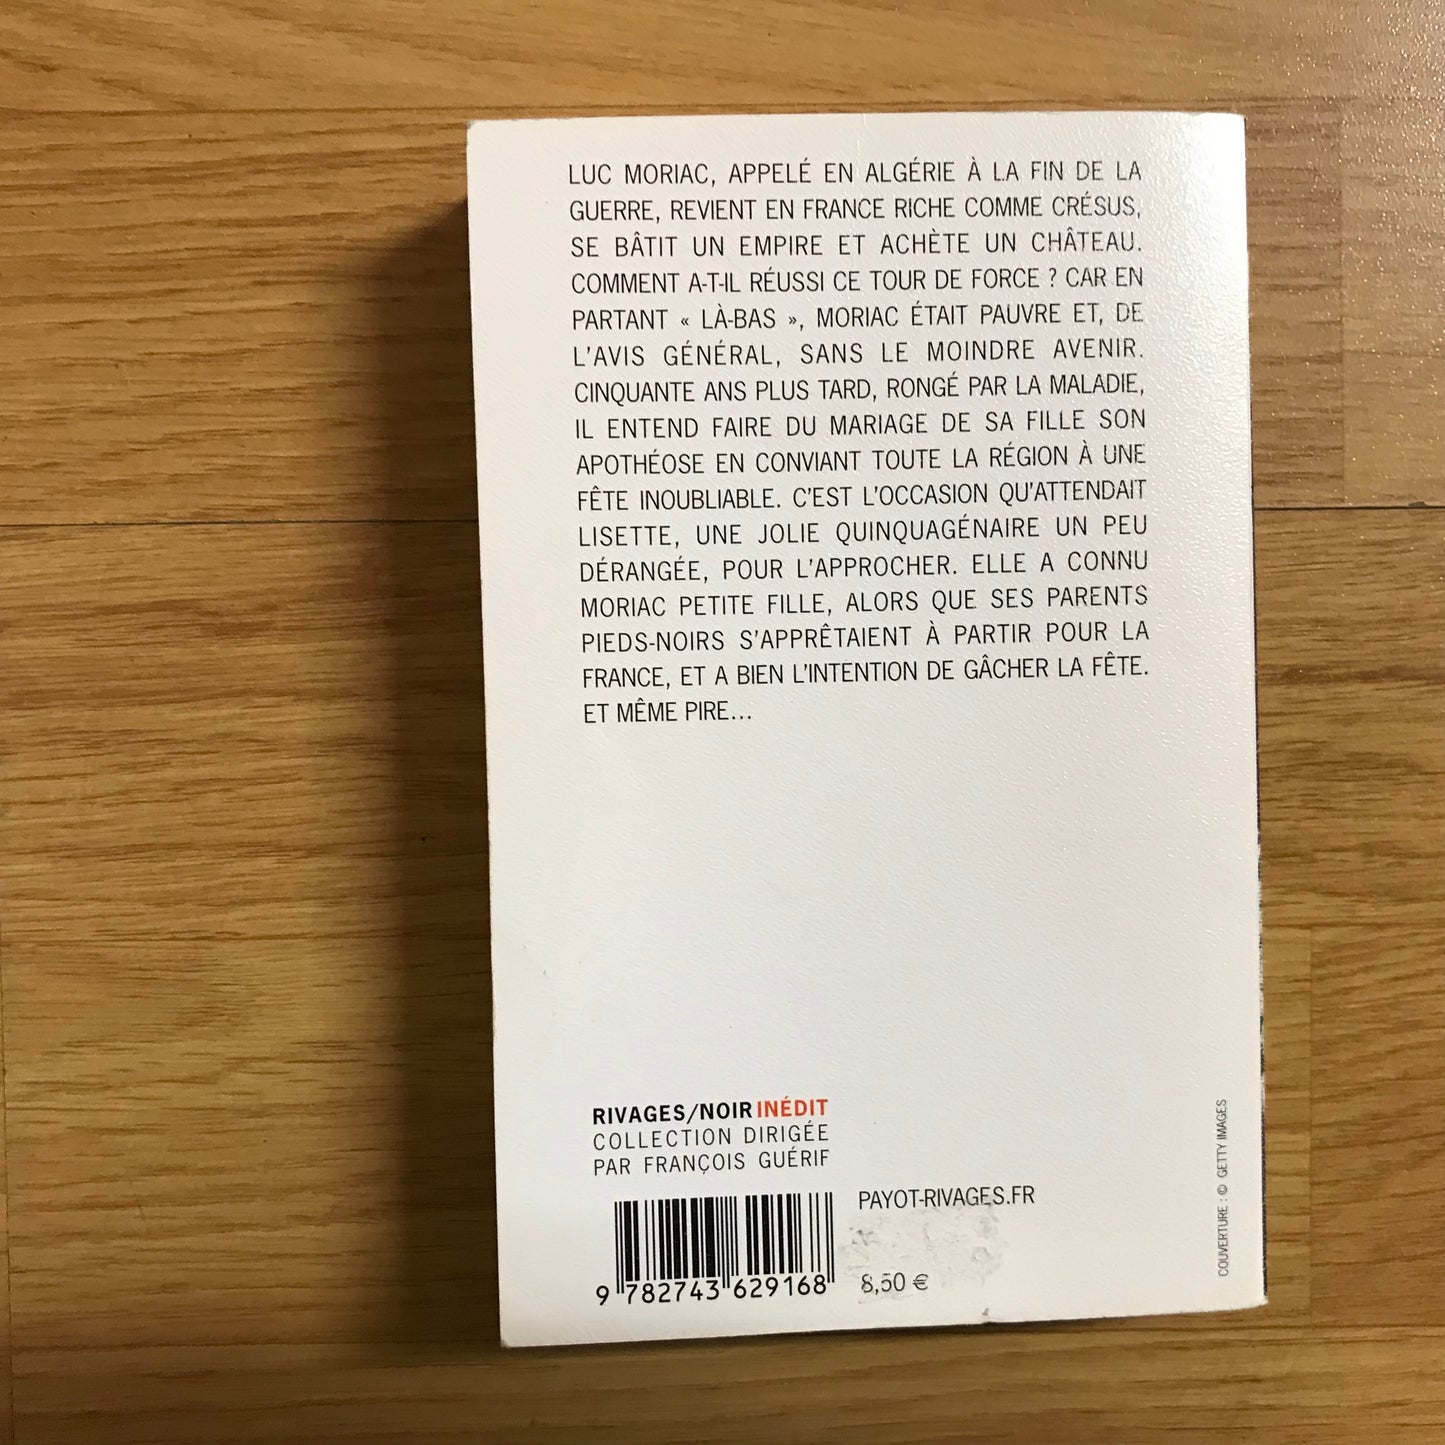 LUC MORIAC, APPELÉ EN ALGÉRIE À LA FIN DE LA
GUERRE, REVIENT EN FRANCE RICHE COMME CRÉSUS,
SE BÂTIT UN EMPIRE ET ACHÈTE UN CHÂTEAU.
COMMENT A-T-IL RÉUSSI CE TOUR DE FORCE ? CAR EN
PARTANT « LÀ-BAS », MORIAC ÉTAIT PAUVRE ET, DE
L'AVIS GÉNÉRAL, SANS LE MOINDRE AVENIR.
CINQUANTE ANS PLUS TARD, RONGÉ PAR LA MALADIE,
IL ENTEND FAIRE DU MARIAGE DE SA FILLE SON
APOTHÉOSE EN CONVIANT TOUTE LA RÉGION À UNE
FÊTE INOUBLIABLE. C'EST L'OCCASION QU'ATTENDAIT
LISETTE, UNE JOLIE QUINQUAGÉNAIRE UN PEU
DÉRANGÉE, POUR L'APPROCHER. ELLE A CONNU
MORIAC PETITE FILLE, ALORS QUE SES PARENTS
PIEDS-NOIRS S'APPRÊTAIENT À PARTIR POUR LA
FRANCE, ET A BIEN L'INTENTION DE GÂCHER LA FÊTE.
ET MÊME PIRE...
RIVAGES/NOIR INÉDIT
COLLECTION DIRIGÉE
PAR FRANÇOIS GUÉRIF
PAYOT-RIVAGES.FR
9 782743 629168
8,50 €
COUVERTURE : © GETTY IMAGES